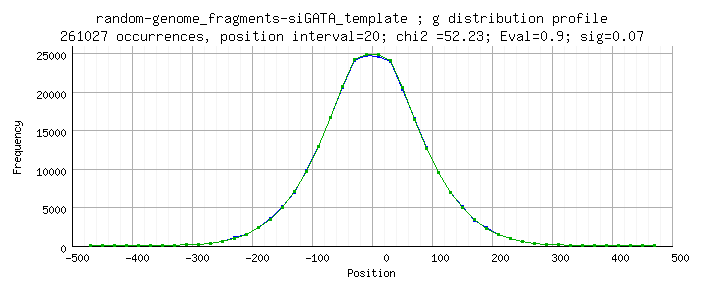 random-genome_fragments-siGATA_template ; g distribution profile
261027 occurrences, position interval=20; chi2 =52.23; Eval=0.9; sig=0.07
25000
20000
15000
10000
5000
0
Frequency
-500 -400 -300 -200 -100 0 100 200 300 400 500
Position